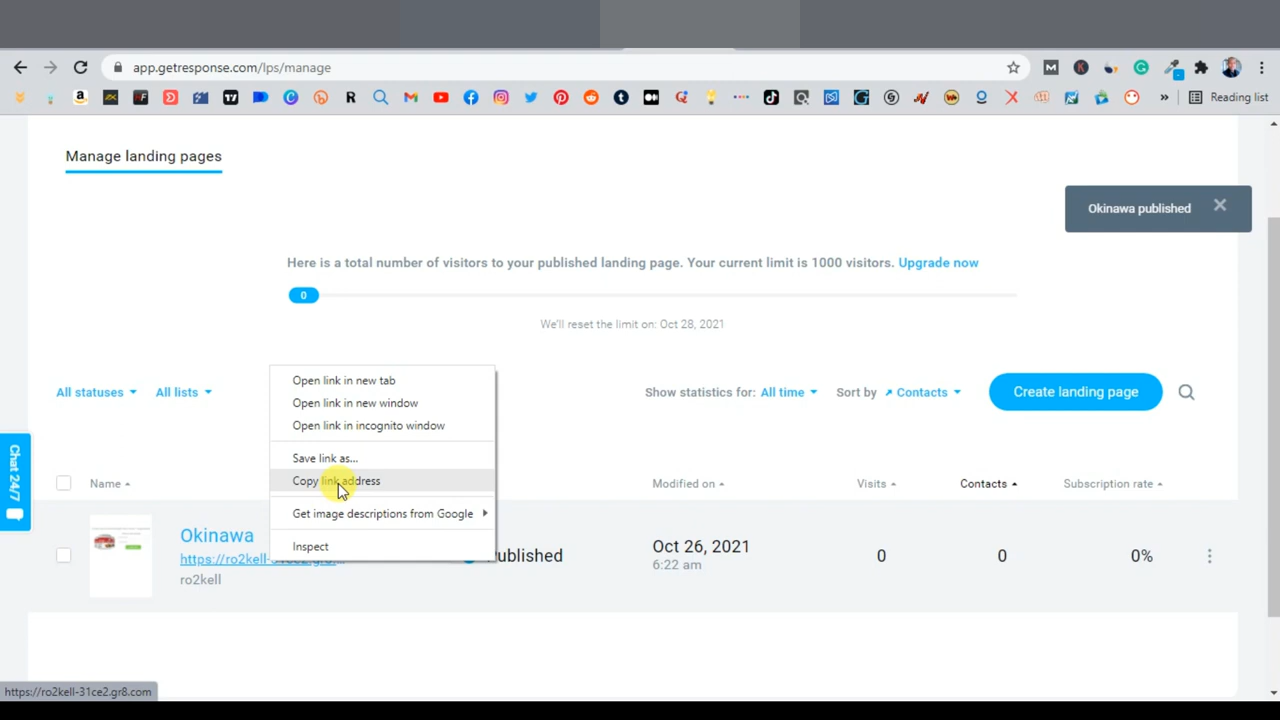 app.getresponse.com/lps/manage
Reading list
Manage landing pages
Okinawa published
Here is a total number of visitors to your published landing page. Your current limit is 1000 visitors. Upgrade now
0
We'll reset the limit on: Oct 28, 2021
All statuses
All lists
Show statistics for: All time
Sort by
Contacts
Create landing page
Open link in new tab
Open link in new window
Open link in incognito window
Save link as...
Copy link address
Get image descriptions from Google
Inspect
Chat 24/7
Name
Modified on
Visits
Contacts
Subscription rate
Okinawa
https://ro2kell-31ce2.gr8.
ro2kell
Oct 26, 2021
6:22 am
0
0
0%
https://ro2kell-31ce2.gr8.com